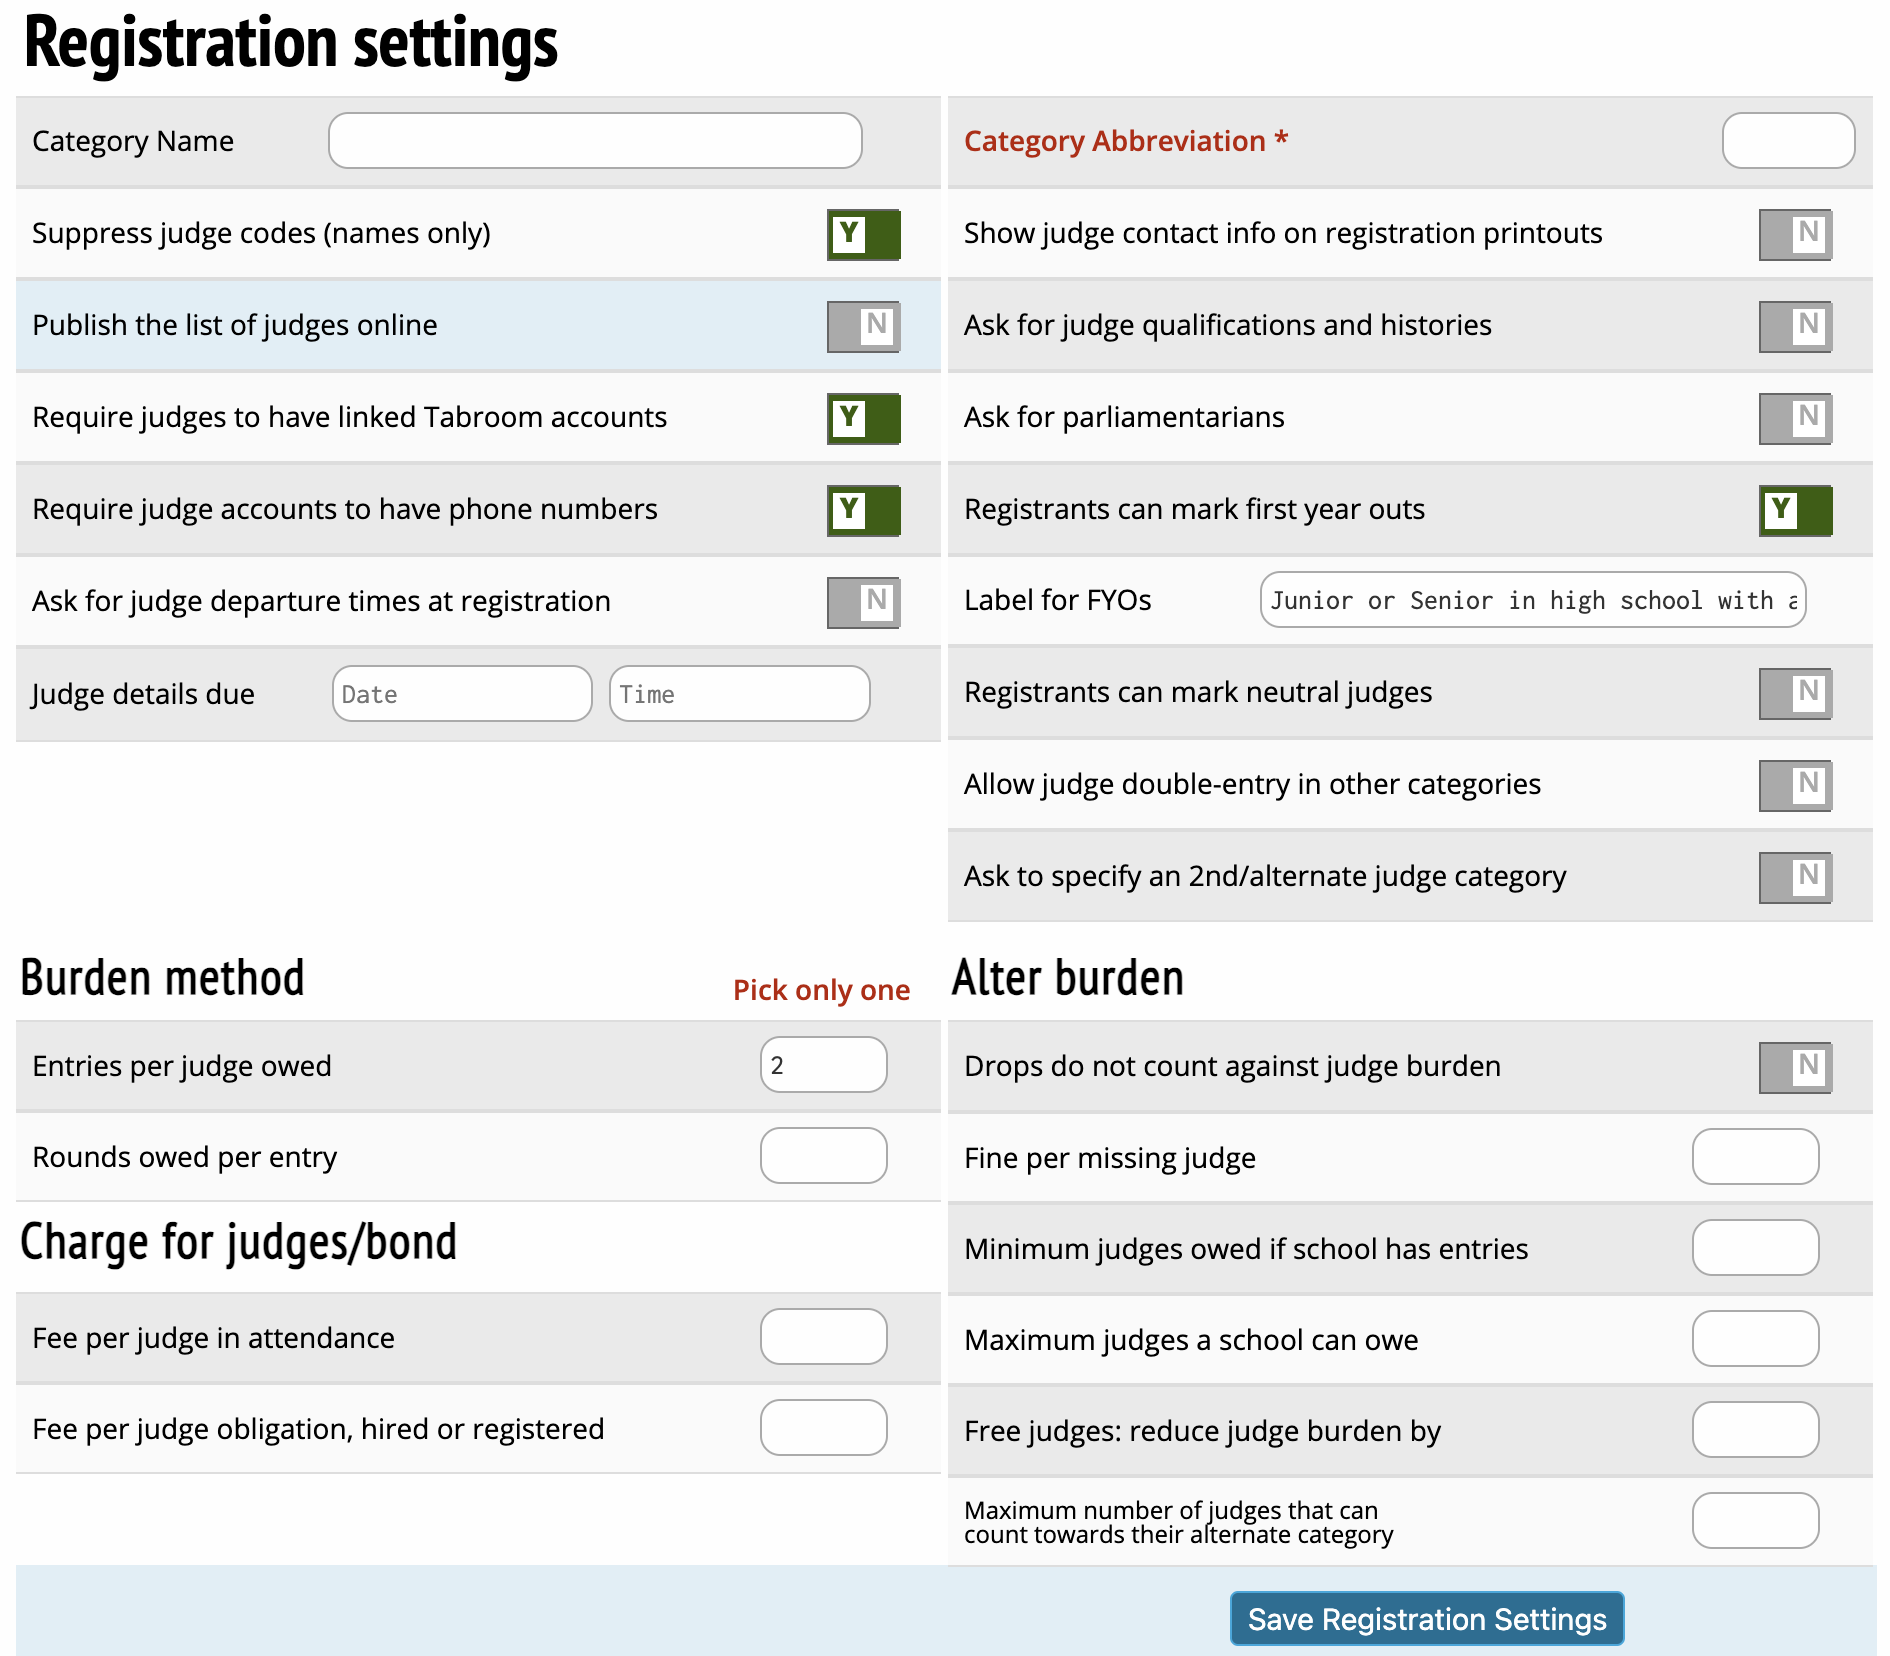 Registration settings
Category Name
Suppress judge codes (names only) Y
Publish the list of judges online N
Require judges to have linked Tabroom accounts Y
Require judge accounts to have phone numbers Y
Ask for judge departure times at registration N
Judge details due Date Time
Category Abbreviation *
Show judge contact info on registration printouts N
Ask for judge qualifications and histories N
Ask for parliamentarians N
Registrants can mark first year outs Y
Label for FYOs Junior or Senior in high school with
Registrants can mark neutral judges N
Allow judge double-entry in other categories N
Ask to specify an 2nd/alternate judge category N
Burden method Pick only one
Entries per judge owed 2
Rounds owed per entry
Charge for judges/bond
Fee per judge in attendance
Fee per judge obligation, hired or registered
Alter burden
Drops do not count against judge burden N
Fine per missing judge
Minimum judges owed if school has entries
Maximum judges a school can owe
Free judges: reduce judge burden by
Maximum number of judges that can
count towards their alternate category
Save Registration Settings